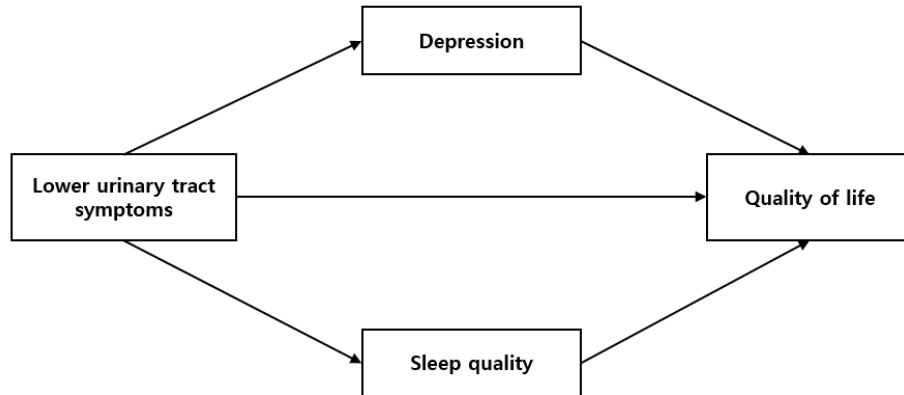 Depression
Lower urinary tract
symptoms
Quality of life
Sleep quality